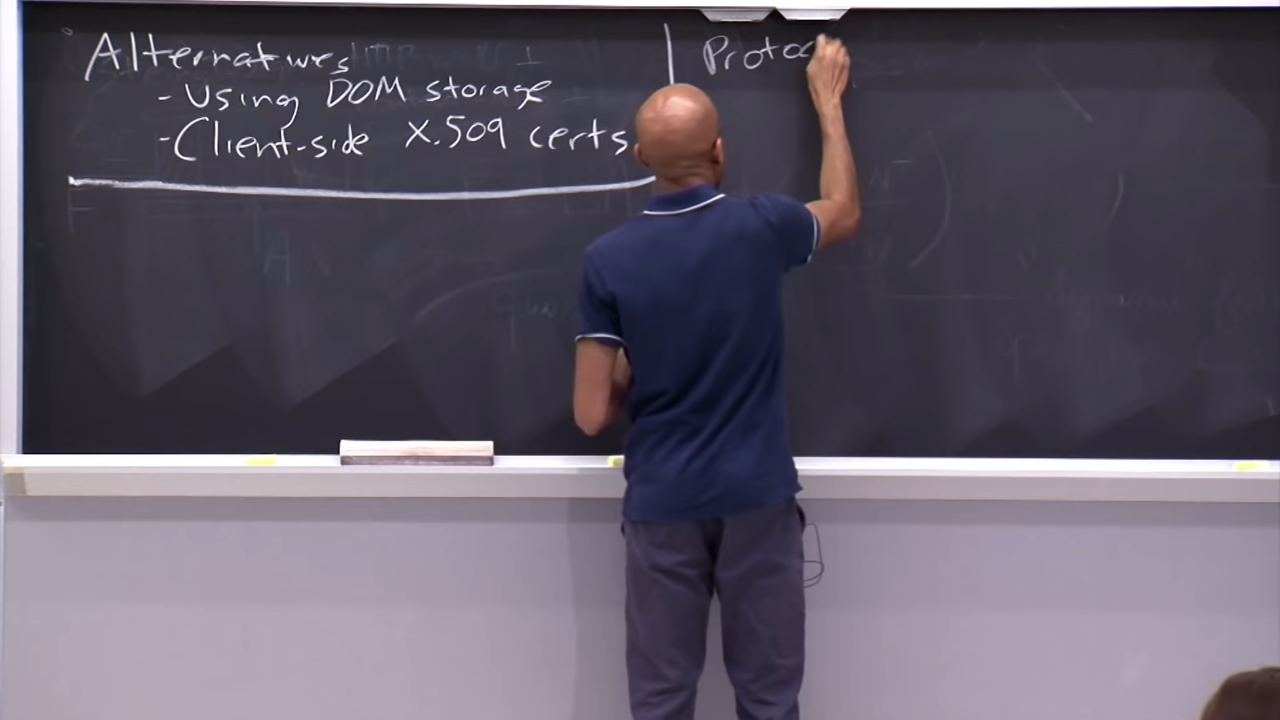 Alternatives
- Using DOM storage
- Client-side X.509 certs
Protoc